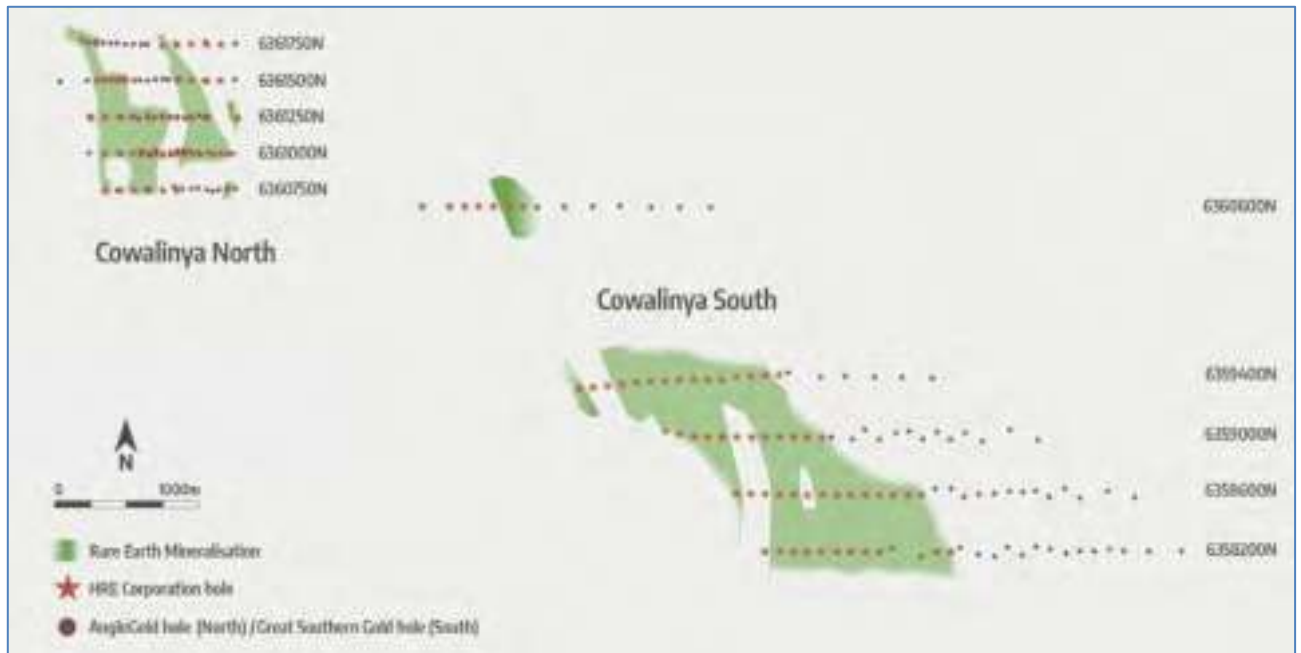 6361750N
6361500N
6361250N
6361000N
6360750N
6360600N
Cowalinya North
Cowalinya South
6359400N
6359000N
6358600N
6358200N
N
0 1000m
Rare Earth Mineralisation
HRE Corporation hole
AngloGold hole (North) / Great Southern Gold hole (South)